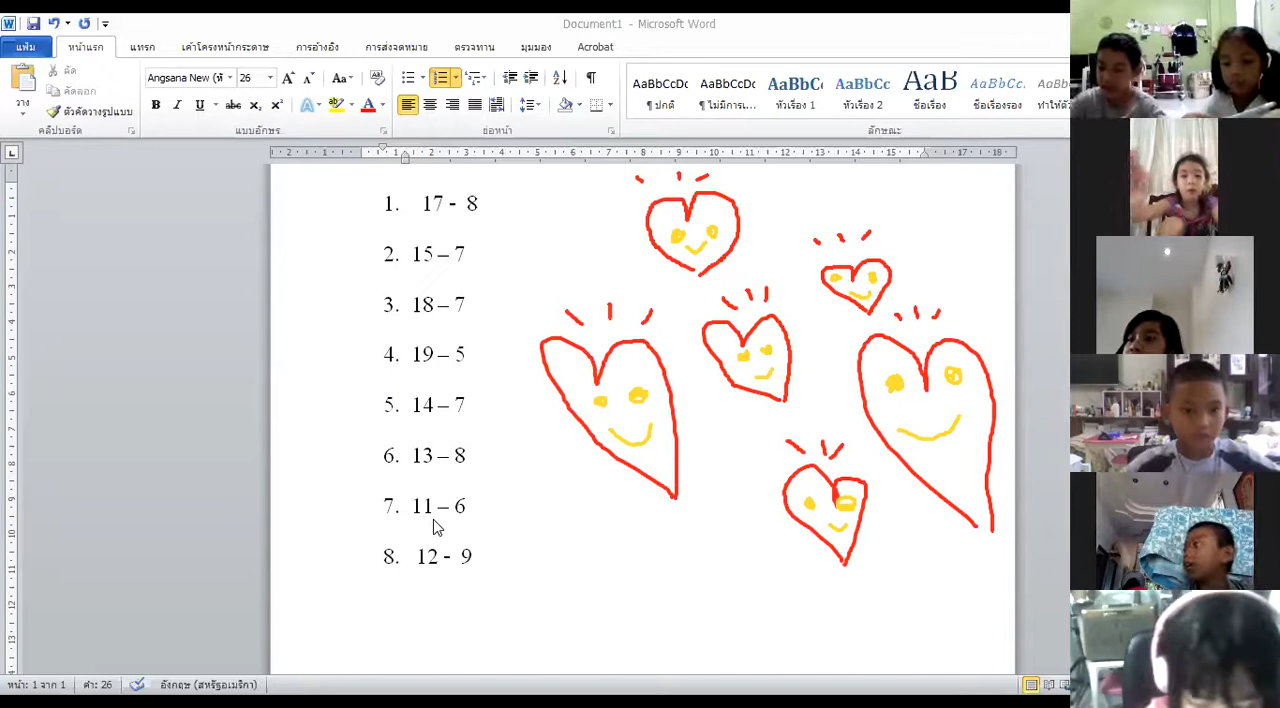 Document1 - Microsoft Word
แฟ้ม หน้าแรก แทรก เค้าโครงหน้ากระดาษ การอ้างอิง การส่งจดหมาย ตรวจทาน มุมมอง Acrobat
วาง
ตัด
คัดลอก
ตัวคัดวางรูปแบบ
คลิปบอร์ด
Angsana New (หั 26
แบบอักษร
ย่อหน้า
AaBbCcDc AaBbCcDc AaBbC AaBbCc AaB AaBbCc. AaBbCcDc
¶ ปกติ ¶ ไม่มีการ... หัวเรื่อง 1 หัวเรื่อง 2 ชื่อเรื่อง ชื่อเรื่องรอง ทำให้ตัว
ลักษณะ
1. 17 - 8
2. 15 – 7
3. 18 – 7
4. 19 – 5
5. 14 – 7
6. 13 – 8
7. 11 – 6
8. 12 - 9
หน้า: 1 จาก 1 คำ: 26 อังกฤษ (สหรัฐอเมริกา)